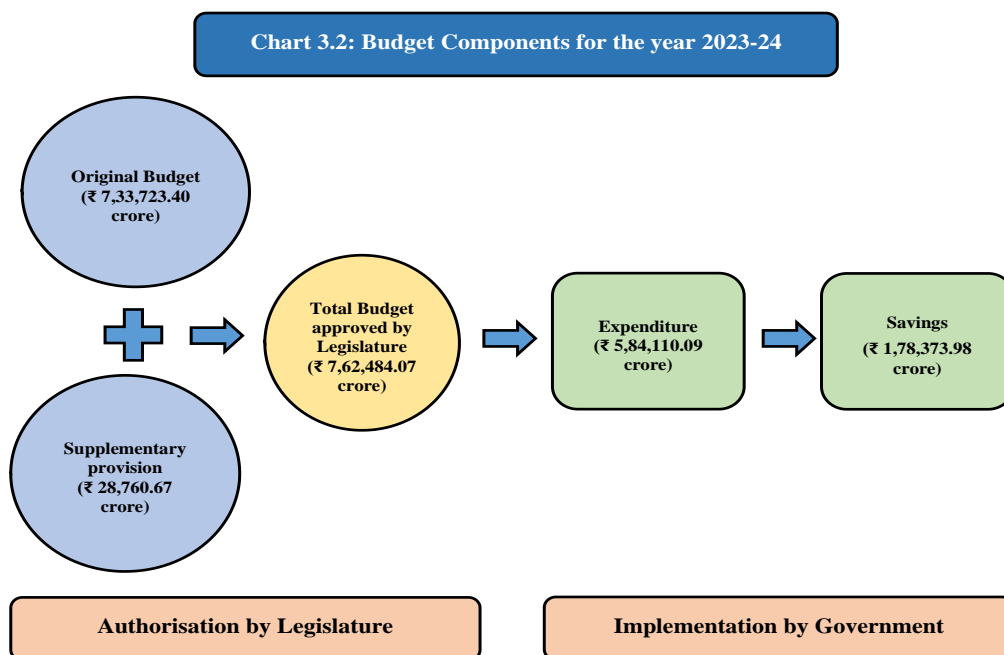 Chart 3.2: Budget Components for the year 2023-24
Original Budget
(₹ 7,33,723.40
crore)
Supplementary
provision
(₹ 28,760.67
crore)
Total Budget
approved by
Legislature
(₹ 7,62,484.07
crore)
Expenditure
(₹ 5,84,110.09
crore)
Savings
(₹ 1,78,373.98
crore)
Authorisation by Legislature
Implementation by Government